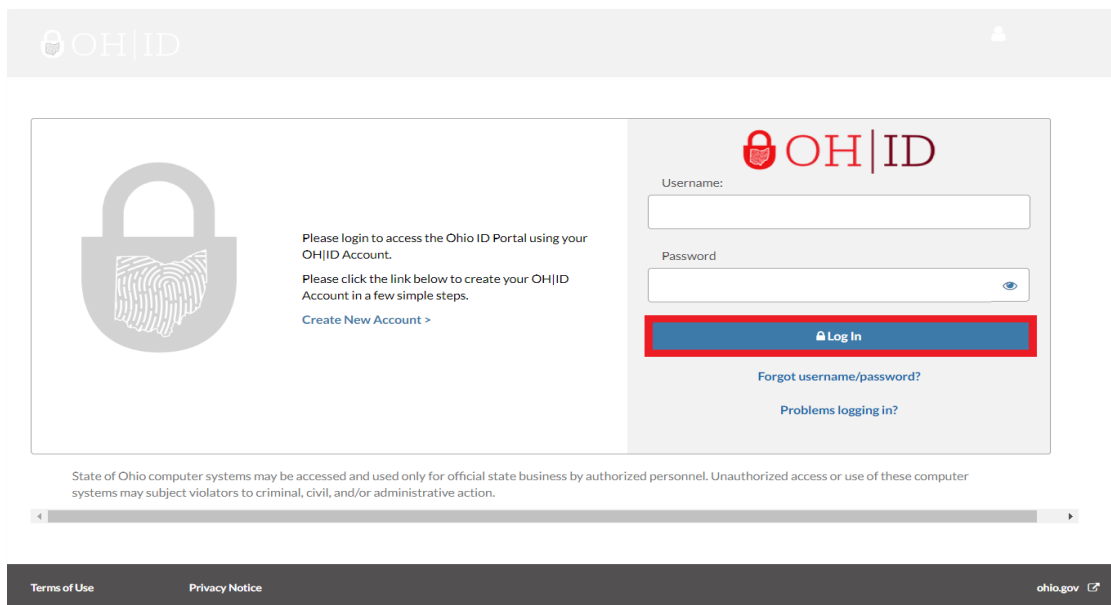 OH|ID
Please login to access the Ohio ID Portal using your
OH|ID Account.
Please click the link below to create your OH|ID
Account in a few simple steps.
Create New Account >
OH|ID
Username:
Password
Log In
Forgot username/password?
Problems logging in?
State of Ohio computer systems may be accessed and used only for official state business by authorized personnel. Unauthorized access or use of these computer
systems may subject violators to criminal, civil, and/or administrative action.
Terms of Use Privacy Notice ohio.gov